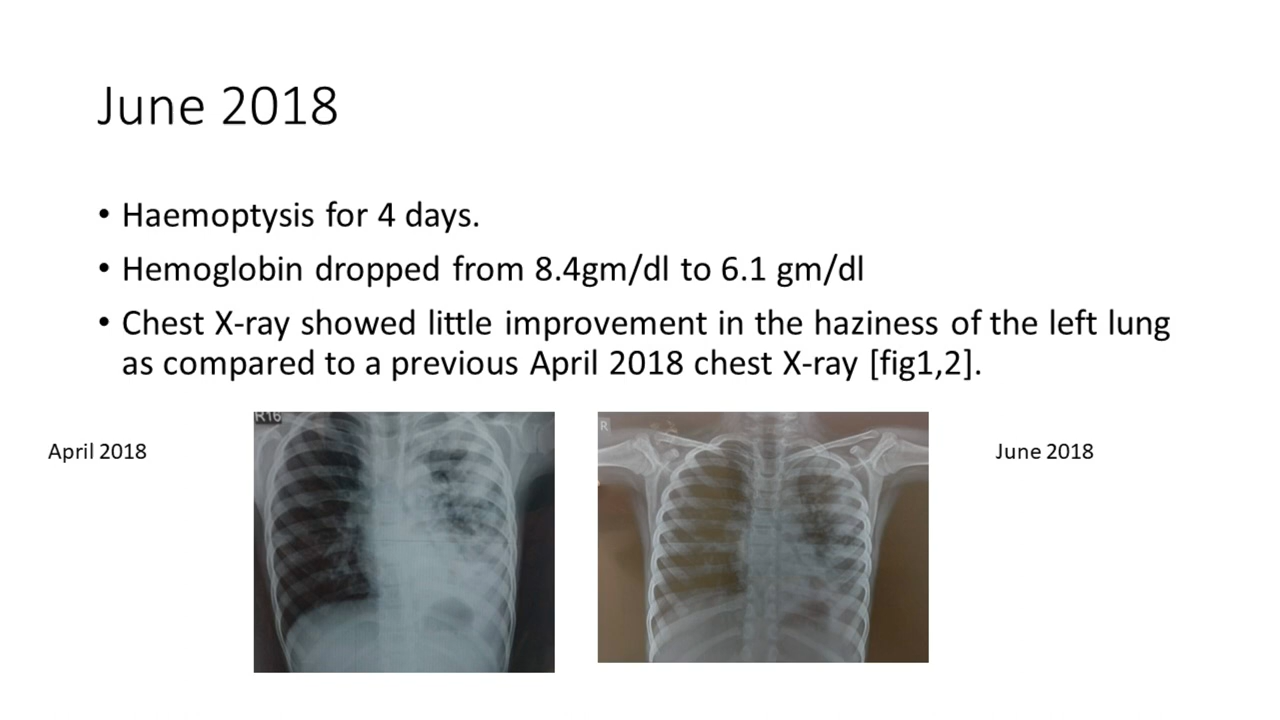 June 2018
• Haemoptysis for 4 days.
• Hemoglobin dropped from 8.4gm/dl to 6.1 gm/dl
• Chest X-ray showed little improvement in the haziness of the left lung
as compared to a previous April 2018 chest X-ray [fig1,2].
R16
R
April 2018
June 2018